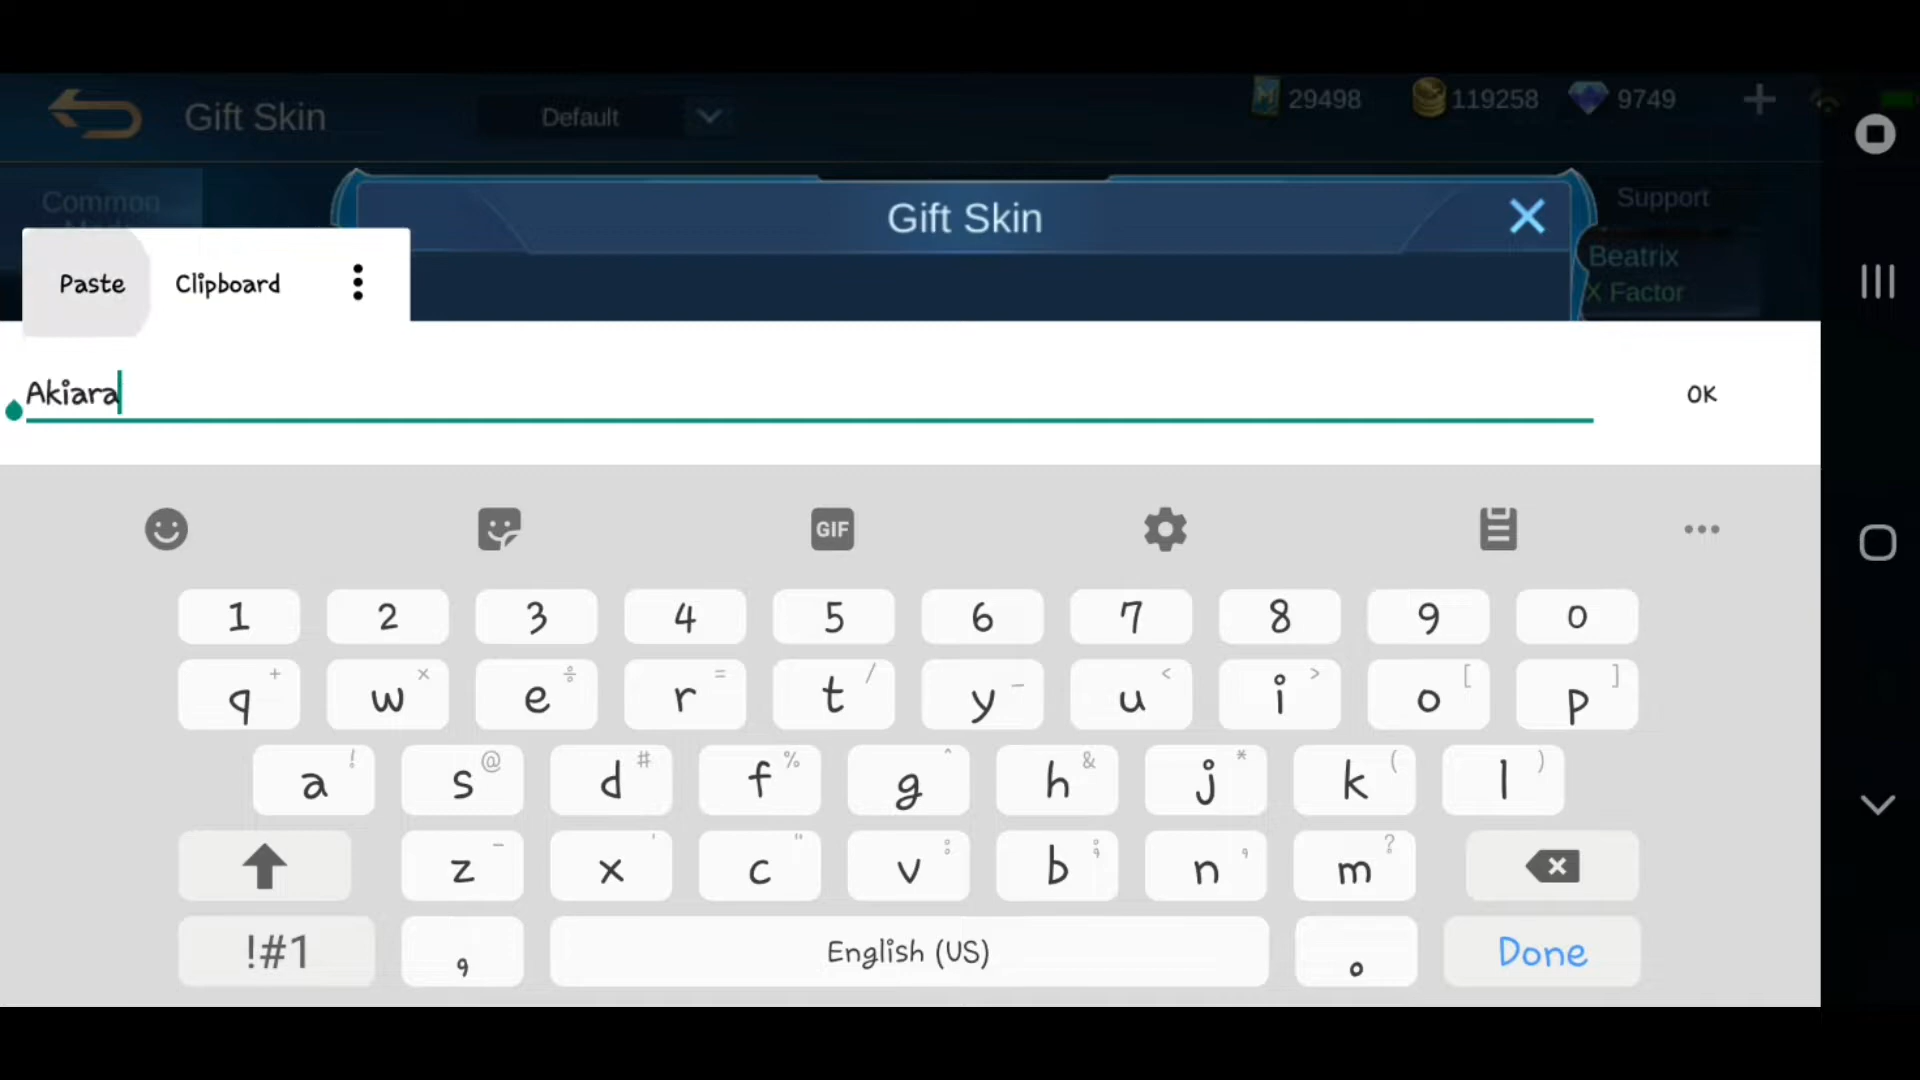 Gift Skin
Default
29498
119258
9749
Common
Gift Skin
Support
Paste
Clipboard
Beatrix
X Factor
Akiara
OK
GIF
1 2 3 4 5 6 7 8 9 0
+ × ÷ = / _ < > [ ]
q w e r t y u i o p
! @ # % ^ & * ( )
a s d f g h j k l
- ' " : ; , ?
z x c v b n m
!#1 , English (US) . Done